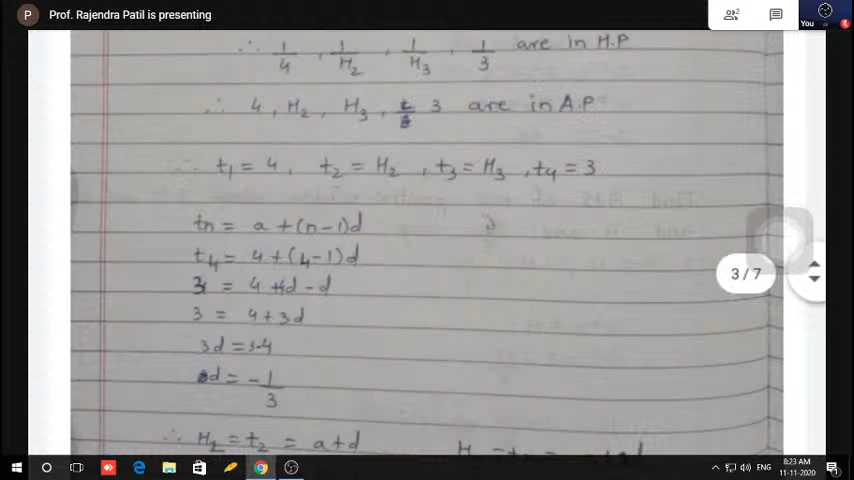 P Prof. Rajendra Patil is presenting
2
You
∴ 1/4 , 1/H₂ , 1/H₃ , 1/3 are in H.P
∴ 4 , H₂ , H₃ , 3 are in A.P
∴ t₁ = 4, t₂ = H₂ , t₃ = H₃ , t₄ = 3
tn = a + (n-1)d
t₄ = 4 + (4-1)d
3 = 4 + 4d - d
3 = 4 + 3d
3d = 3-4
d = -1/3
∴ H₂ = t₂ = a+d
3 / 7
ENG
8:23 AM
11-11-2020